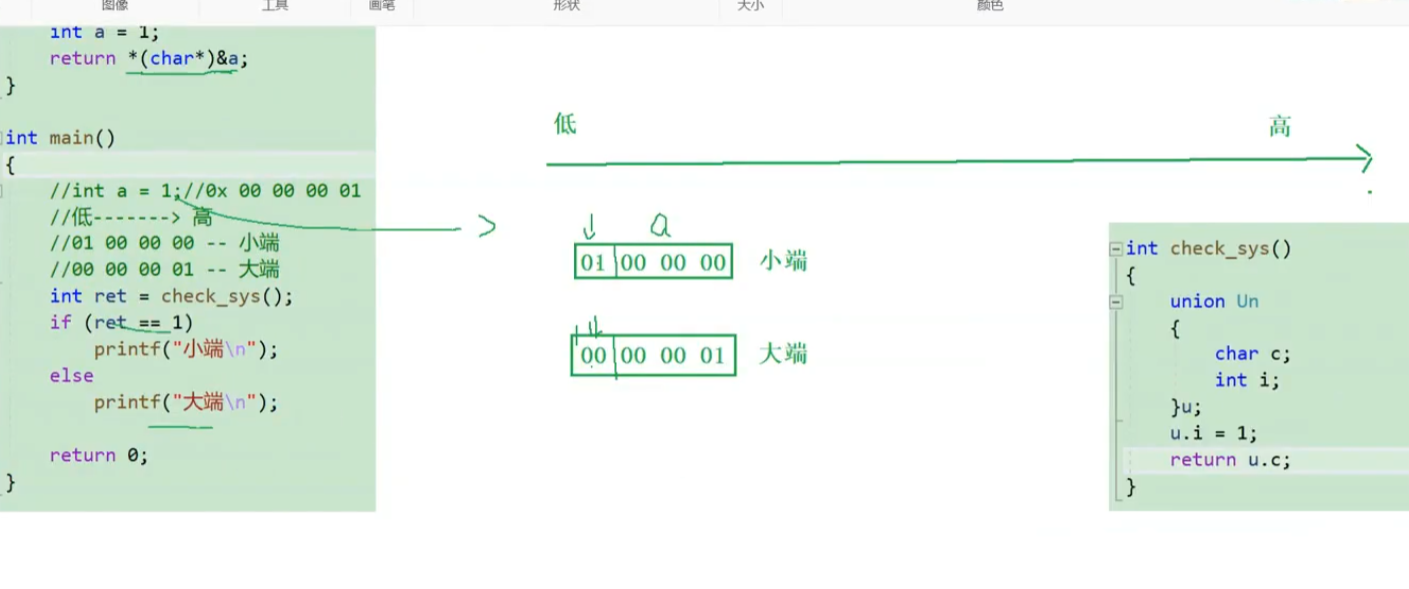 图像 工具 画笔 形状 大小 颜色
int a = 1;
return *(char*)&a;
}
int main()
{
//int a = 1;//0x 00 00 00 01
//低-------> 高
//01 00 00 00 -- 小端
//00 00 00 01 -- 大端
int ret = check_sys();
if (ret == 1)
printf("小端\n");
else
printf("大端\n");
return 0;
}
低
高
a
01 00 00 00 小端
00 00 00 01 大端
int check_sys()
{
union Un
{
char c;
int i;
}u;
u.i = 1;
return u.c;
}